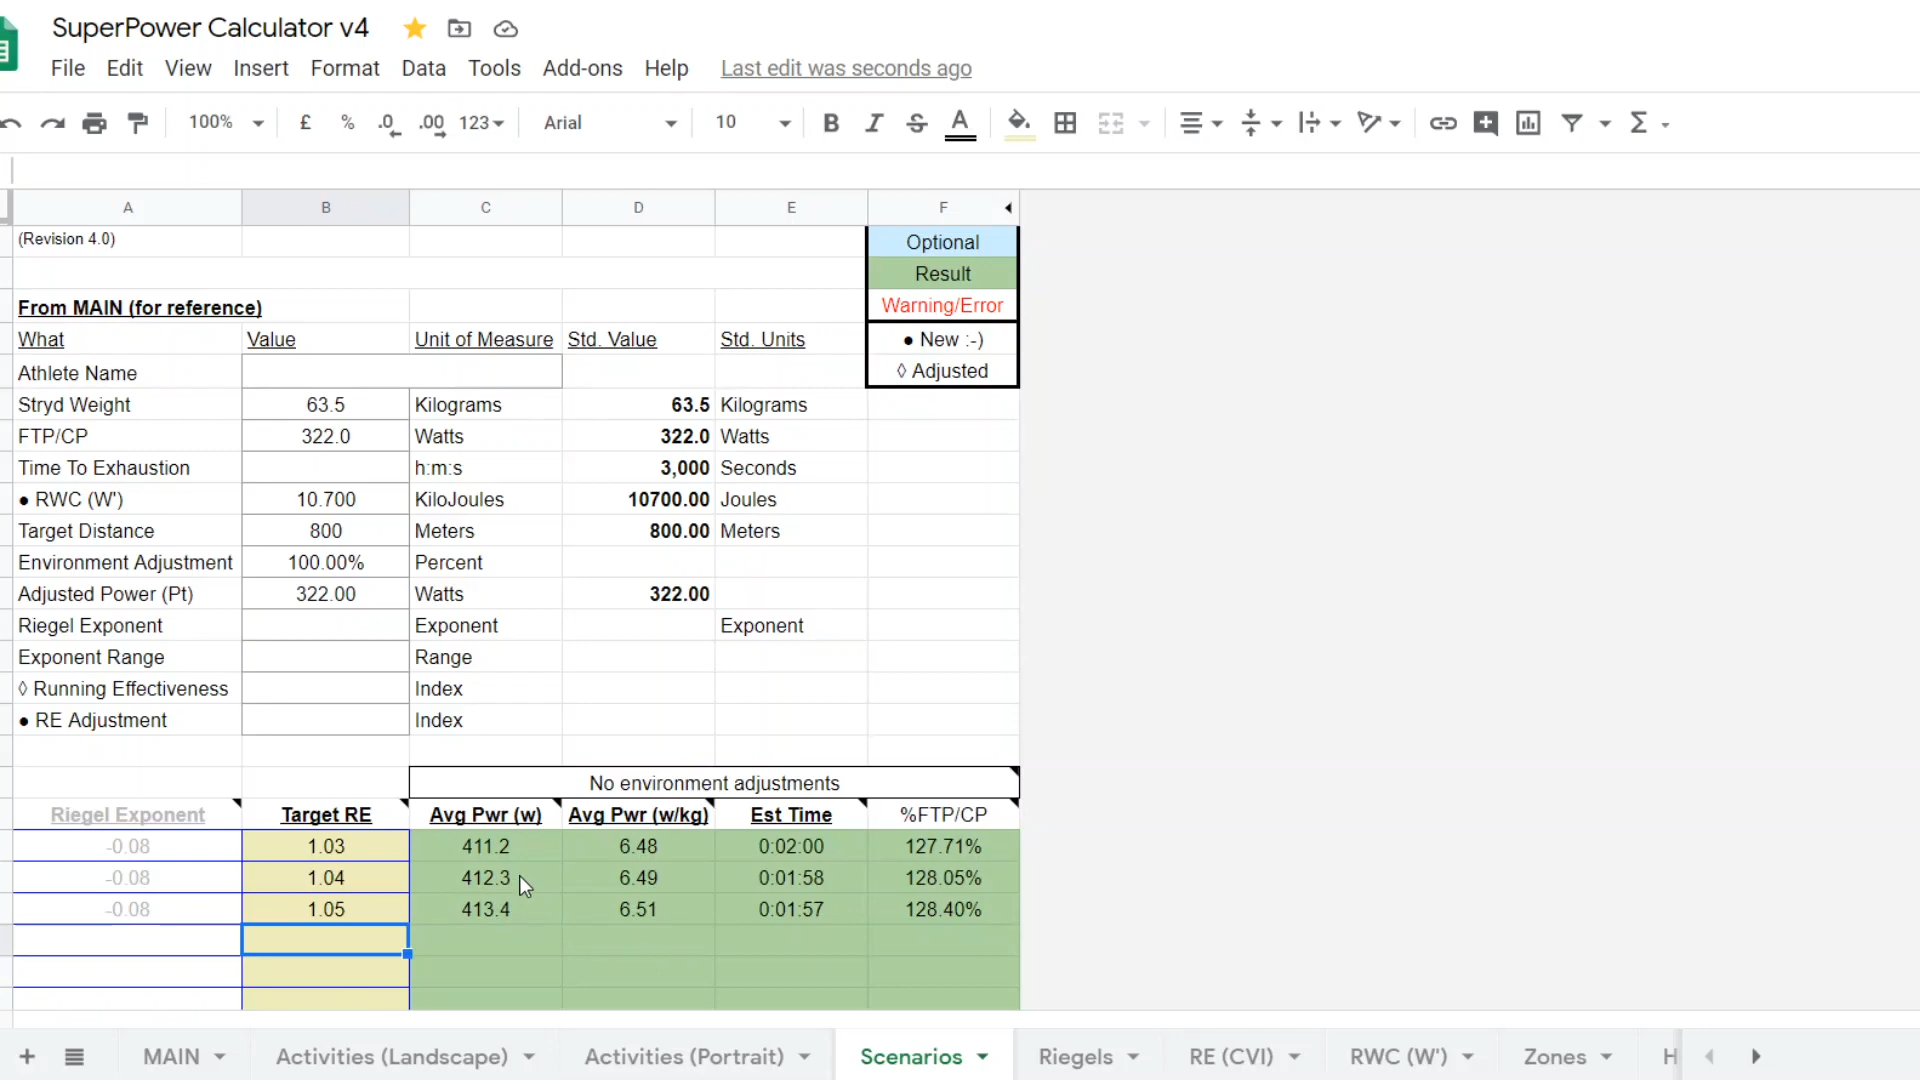 SuperPower Calculator v4
File Edit View Insert Format Data Tools Add-ons Help Last edit was seconds ago
100% £ % .0 .00 123 Arial 10 B I S A Σ
A B C D E F
(Revision 4.0) Optional
Result
From MAIN (for reference) Warning/Error
What Value Unit of Measure Std. Value Std. Units ● New :-)
Athlete Name ◊ Adjusted
Stryd Weight 63.5 Kilograms 63.5 Kilograms
FTP/CP 322.0 Watts 322.0 Watts
Time To Exhaustion h:m:s 3,000 Seconds
● RWC (W') 10.700 KiloJoules 10700.00 Joules
Target Distance 800 Meters 800.00 Meters
Environment Adjustment 100.00% Percent
Adjusted Power (Pt) 322.00 Watts 322.00
Riegel Exponent Exponent Exponent
Exponent Range Range
◊ Running Effectiveness Index
● RE Adjustment Index
No environment adjustments
Riegel Exponent Target RE Avg Pwr (w) Avg Pwr (w/kg) Est Time %FTP/CP
-0.08 1.03 411.2 6.48 0:02:00 127.71%
-0.08 1.04 412.3 6.49 0:01:58 128.05%
-0.08 1.05 413.4 6.51 0:01:57 128.40%
+ MAIN Activities (Landscape) Activities (Portrait) Scenarios Riegels RE (CVI) RWC (W') Zones